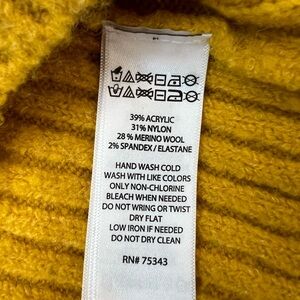 39% ACRYLIC
31% NYLON
28% MERINO WOOL
2% SPANDEX / ELASTANE
HAND WASH COLD
WASH WITH LIKE COLORS
ONLY NON-CHLORINE
BLEACH WHEN NEEDED
DO NOT WRING OR TWIST
DRY FLAT
LOW IRON IF NEEDED
DO NOT DRY CLEAN
RN# 75343